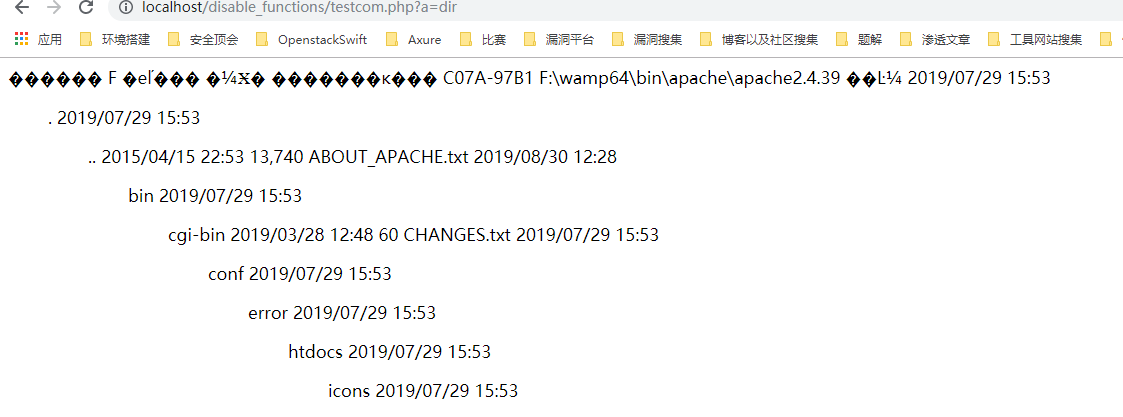 localhost/disable_functions/testcom.php?a=dir
应用 环境搭建 安全顶会 OpenstackSwift Axure 比赛 漏洞平台 漏洞搜集 博客以及社区搜集 题解 渗透文章 工具网站搜集
������ F �еľ��� �¼Ӿ� �������к��� C07A-97B1 F:\wamp64\bin\apache\apache2.4.39 ��Ŀ¼ 2019/07/29 15:53
. 2019/07/29 15:53
.. 2015/04/15 22:53 13,740 ABOUT_APACHE.txt 2019/08/30 12:28
bin 2019/07/29 15:53
cgi-bin 2019/03/28 12:48 60 CHANGES.txt 2019/07/29 15:53
conf 2019/07/29 15:53
error 2019/07/29 15:53
htdocs 2019/07/29 15:53
icons 2019/07/29 15:53